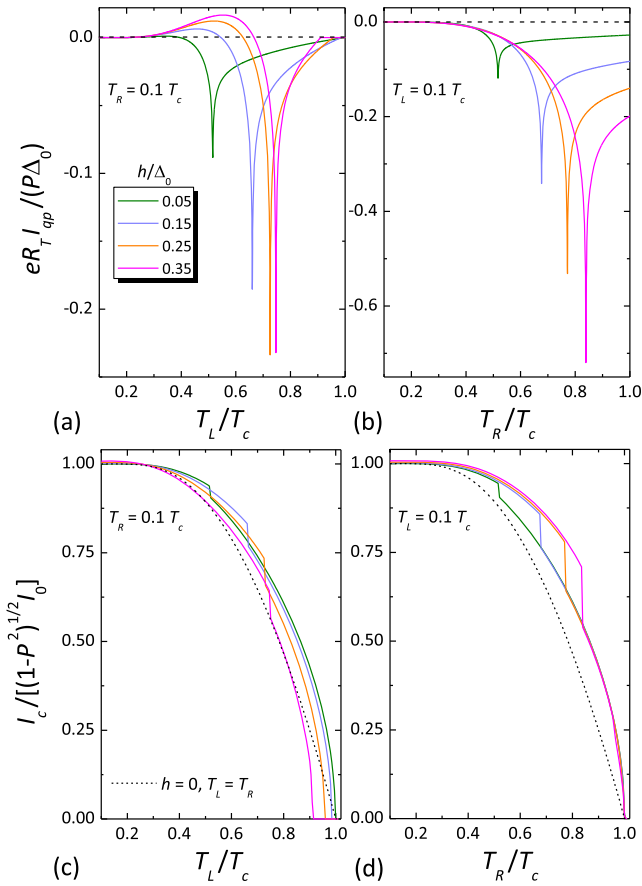 0.0
-0.1
-0.2
eR_T I_qp/(PΔ_0)
T_R = 0.1 T_c
h/Δ_0
0.05
0.15
0.25
0.35
0.2 0.4 0.6 0.8 1.0
(a) T_L/T_c
-0.0
-0.2
-0.4
-0.6
T_L = 0.1 T_c
0.2 0.4 0.6 0.8 1.0
(b) T_R/T_c
1.00
0.75
0.50
0.25
0.00
I_c/[(1-P^2)^1/2 I_0]
T_R = 0.1 T_c
h = 0, T_L = T_R
0.2 0.4 0.6 0.8 1.0
(c) T_L/T_c
1.00
0.75
0.50
0.25
0.00
T_L = 0.1 T_c
0.2 0.4 0.6 0.8 1.0
(d) T_R/T_c